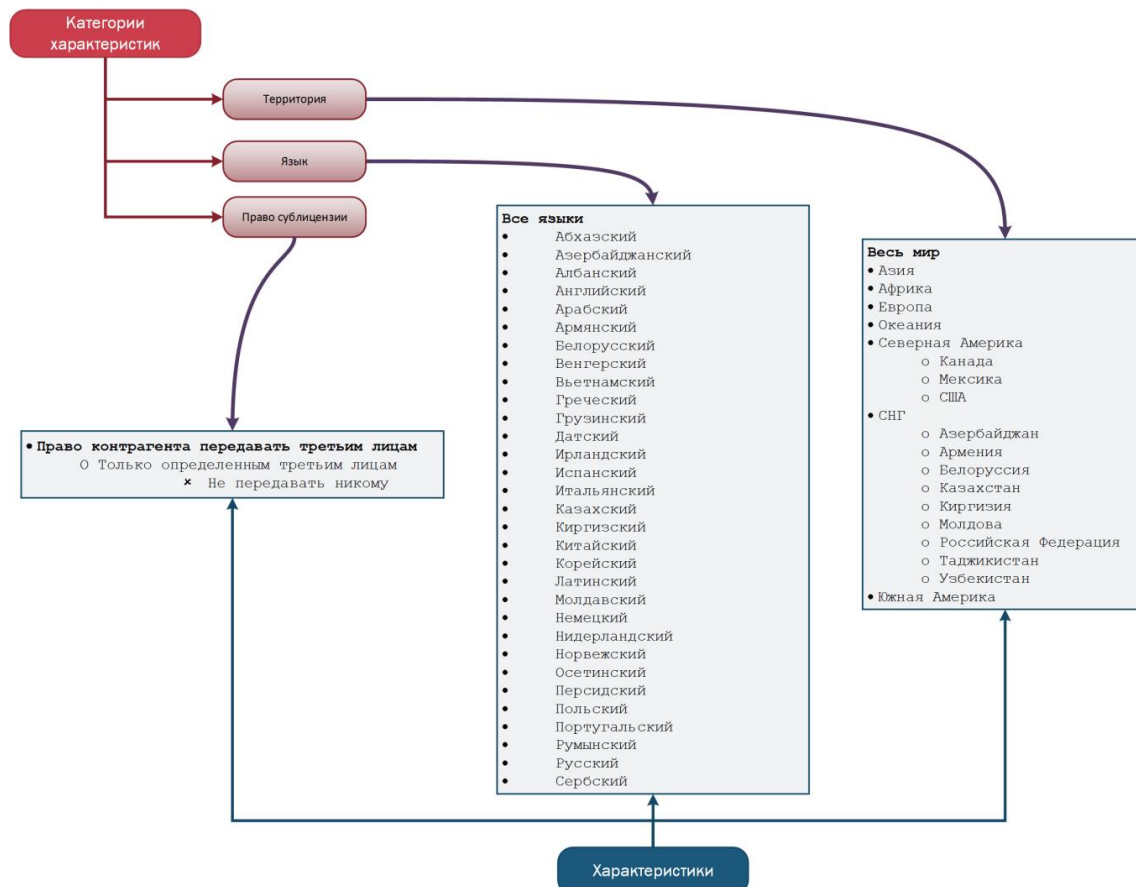 Категории
характеристик
Территория
Язык
Право сублицензии
Все языки
• Абхазский
• Азербайджанский
• Албанский
• Английский
• Арабский
• Армянский
• Белорусский
• Венгерский
• Вьетнамский
• Греческий
• Грузинский
• Датский
• Ирландский
• Испанский
• Итальянский
• Казахский
• Киргизский
• Китайский
• Корейский
• Латинский
• Молдавский
• Немецкий
• Нидерландский
• Норвежский
• Осетинский
• Персидский
• Польский
• Португальский
• Румынский
• Русский
• Сербский
Весь мир
• Азия
• Африка
• Европа
• Океания
• Северная Америка
o Канада
o Мексика
o США
• СНГ
o Азербайджан
o Армения
o Белоруссия
o Казахстан
o Киргизия
o Молдова
o Российская Федерация
o Таджикистан
o Узбекистан
• Южная Америка
• Право контрагента передавать третьим лицам
О Только определенным третьим лицам
× Не передавать никому
Характеристики